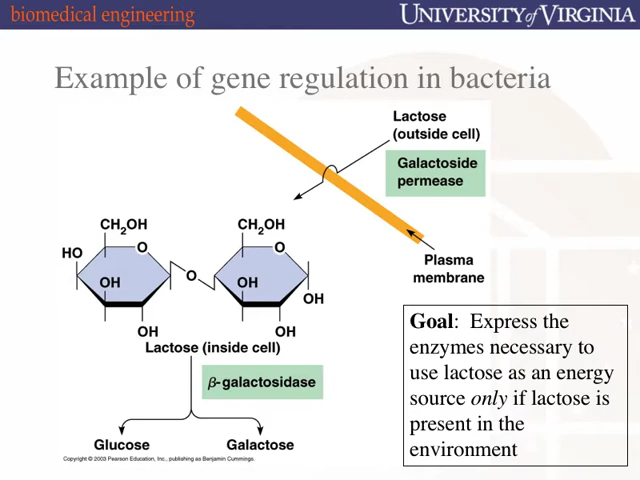 biomedical engineering
UNIVERSITY of VIRGINIA
Example of gene regulation in bacteria
Lactose
(outside cell)
Galactoside
permease
Plasma
membrane
CH2OH
CH2OH
O
O
HO
O
OH
OH
OH
OH
OH
Lactose (inside cell)
β-galactosidase
Glucose
Galactose
Copyright © 2003 Pearson Education, Inc., publishing as Benjamin Cummings.
Goal: Express the
enzymes necessary to
use lactose as an energy
source only if lactose is
present in the
environment